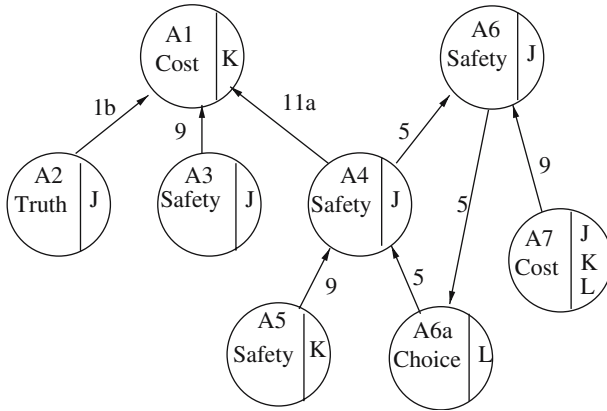 A1
Cost
K
A6
Safety
J
1b
9
11a
5
5
9
A2
Truth
J
A3
Safety
J
A4
Safety
J
A7
Cost
J
K
L
9
5
A5
Safety
K
A6a
Choice
L